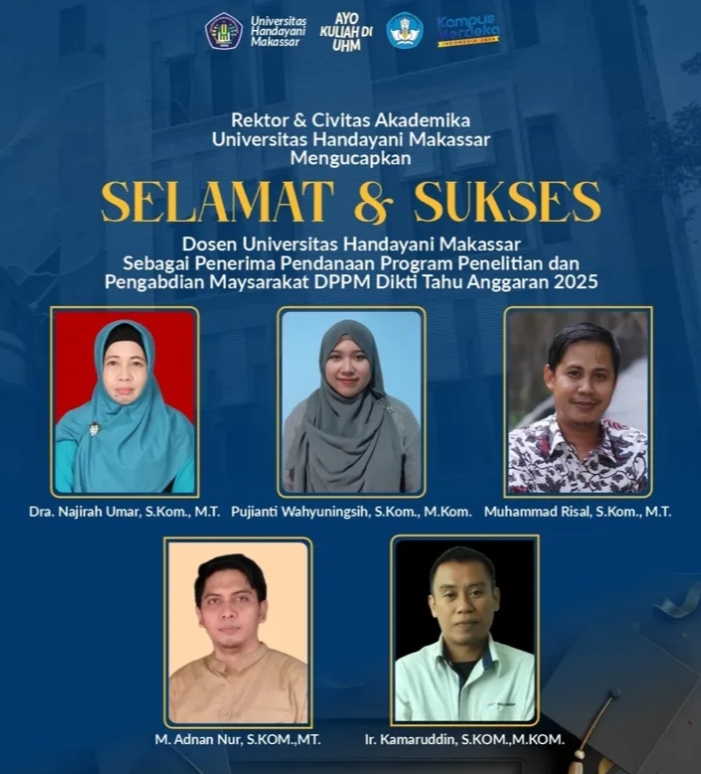 Universitas
Handayani
Makassar
AYO
KULIAH DI
UHM
Kampus
Merdeka
INDONESIA JAYA
Rektor & Civitas Akademika
Universitas Handayani Makassar
Mengucapkan
SELAMAT & SUKSES
Dosen Universitas Handayani Makassar
Sebagai Penerima Pendanaan Program Penelitian dan
Pengabdian Maysarakat DPPM Dikti Tahu Anggaran 2025
Dra. Najirah Umar, S.Kom., M.T.
Pujianti Wahyuningsih, S.Kom., M.Kom.
Muhammad Risal, S.Kom., M.T.
M. Adnan Nur, S.KOM.,MT.
Ir. Kamaruddin, S.KOM.,M.KOM.